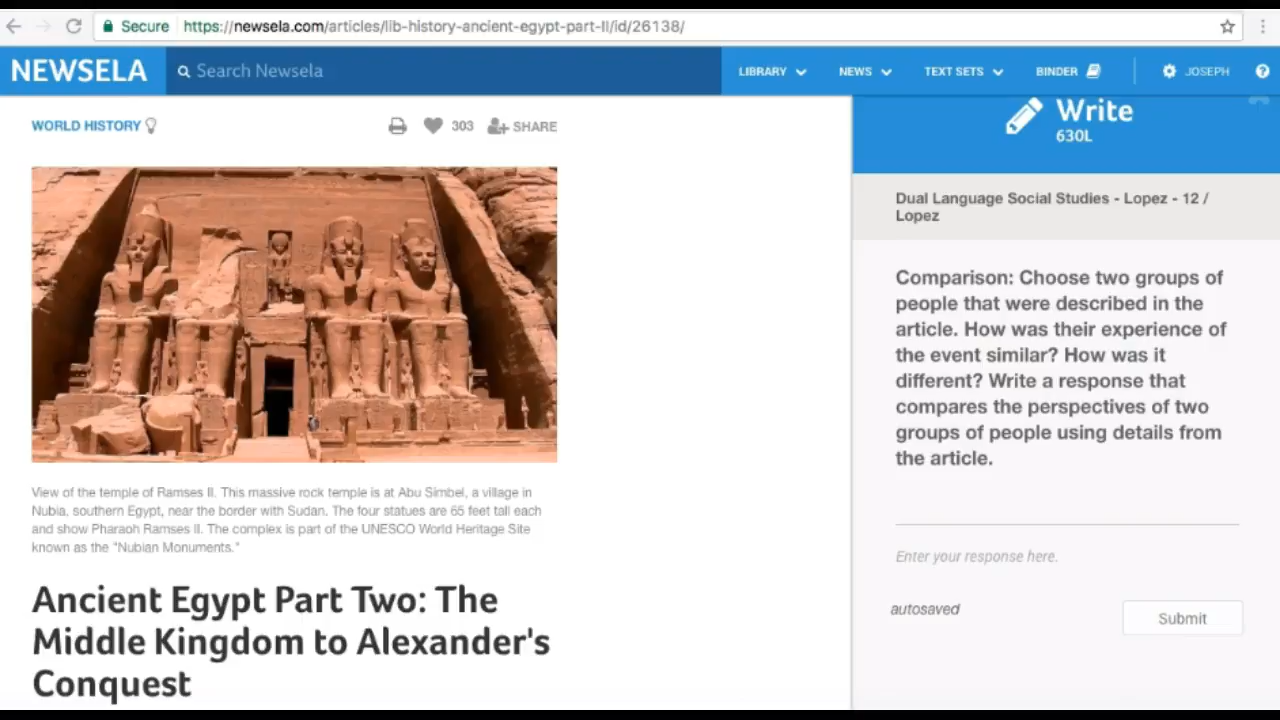 Secure https://newsela.com/articles/lib-history-ancient-egypt-part-II/id/26138/
NEWSELA Search Newsela LIBRARY NEWS TEXT SETS BINDER JOSEPH
WORLD HISTORY 303 SHARE
View of the temple of Ramses II. This massive rock temple is at Abu Simbel, a village in
Nubia, southern Egypt, near the border with Sudan. The four statues are 65 feet tall each
and show Pharaoh Ramses II. The complex is part of the UNESCO World Heritage Site
known as the "Nubian Monuments."
Ancient Egypt Part Two: The
Middle Kingdom to Alexander's
Conquest
Write
630L
Dual Language Social Studies - Lopez - 12 /
Lopez
Comparison: Choose two groups of
people that were described in the
article. How was their experience of
the event similar? How was it
different? Write a response that
compares the perspectives of two
groups of people using details from
the article.
Enter your response here.
autosaved
Submit